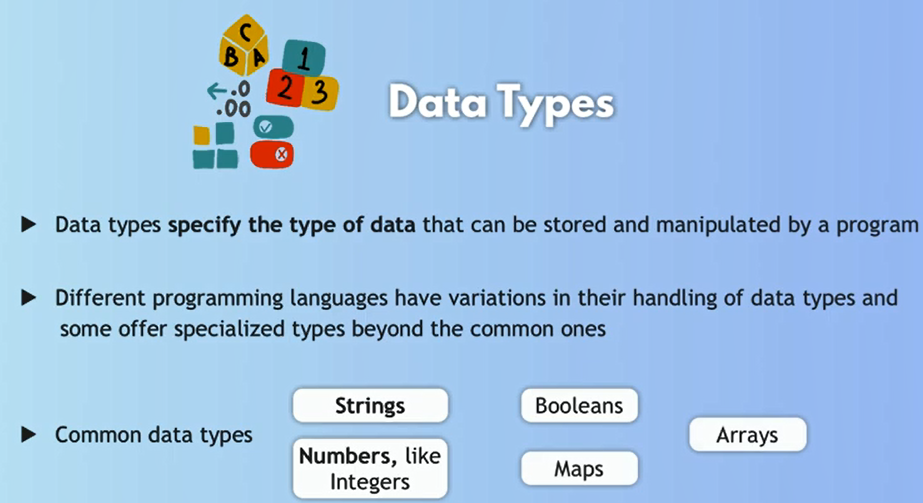 C
B A
1
2 3
←.0
.00
Data Types
▶ Data types specify the type of data that can be stored and manipulated by a program
▶ Different programming languages have variations in their handling of data types and
some offer specialized types beyond the common ones
▶ Common data types
Strings
Numbers, like
Integers
Booleans
Maps
Arrays